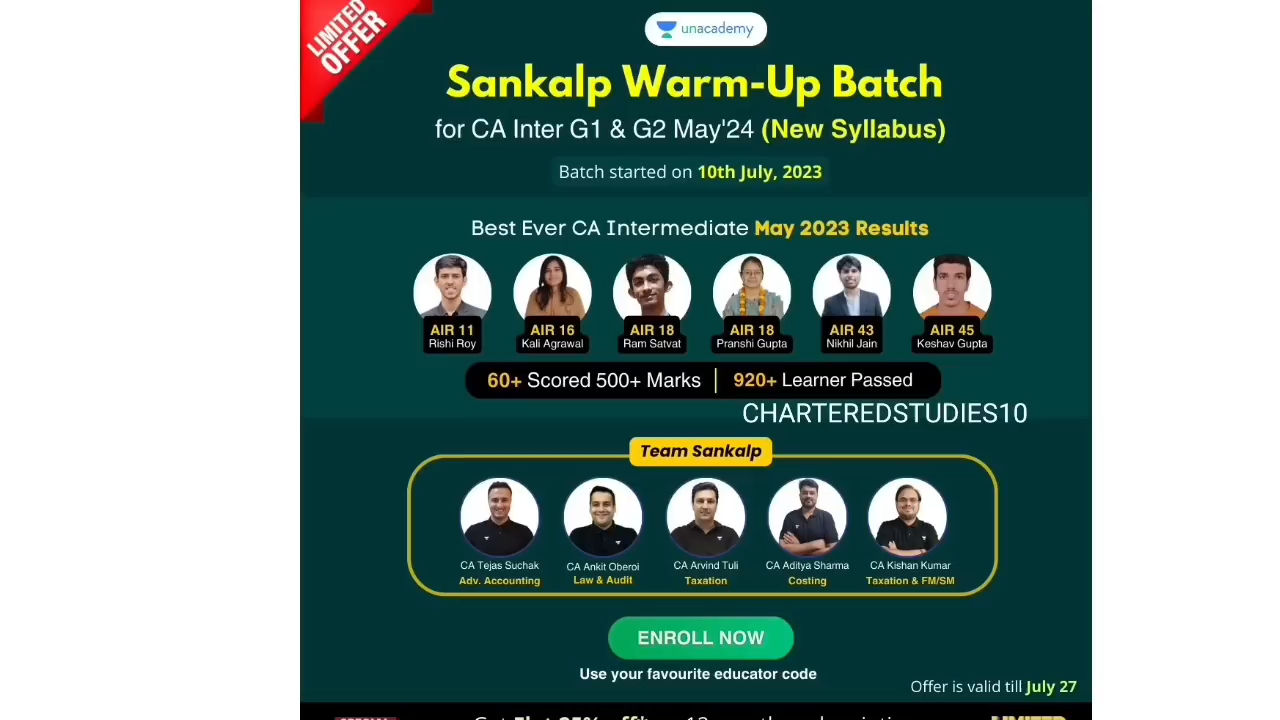 LIMITED
OFFER
unacademy
Sankalp Warm-Up Batch
for CA Inter G1 & G2 May'24 (New Syllabus)
Batch started on 10th July, 2023
Best Ever CA Intermediate May 2023 Results
AIR 11 AIR 16 AIR 18 AIR 18 AIR 43 AIR 45
Rishi Roy Kali Agrawal Ram Satvat Pranshi Gupta Nikhil Jain Keshav Gupta
60+ Scored 500+ Marks | 920+ Learner Passed
CHARTEREDSTUDIES10
Team Sankalp
CA Tejas Suchak CA Ankit Oberoi CA Arvind Tuli CA Aditya Sharma CA Kishan Kumar
Adv. Accounting Law & Audit Taxation Costing Taxation & FM/SM
ENROLL NOW
Use your favourite educator code
Offer is valid till July 27